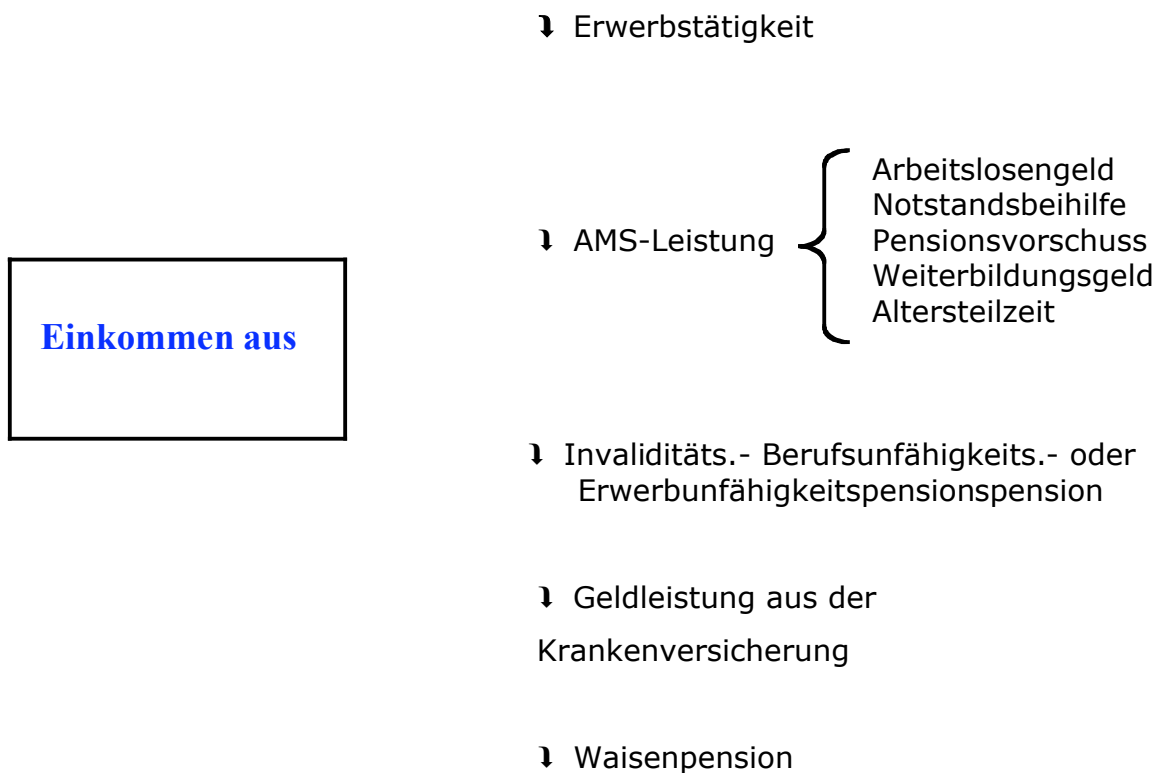 ⮯ Erwerbstätigkeit
Einkommen aus
⮯ AMS-Leistung
Arbeitslosengeld
Notstandsbeihilfe
Pensionsvorschuss
Weiterbildungsgeld
Altersteilzeit
⮯ Invaliditäts.- Berufsunfähigkeits.- oder
Erwerbunfähigkeitspensionspension
⮯ Geldleistung aus der
Krankenversicherung
⮯ Waisenpension